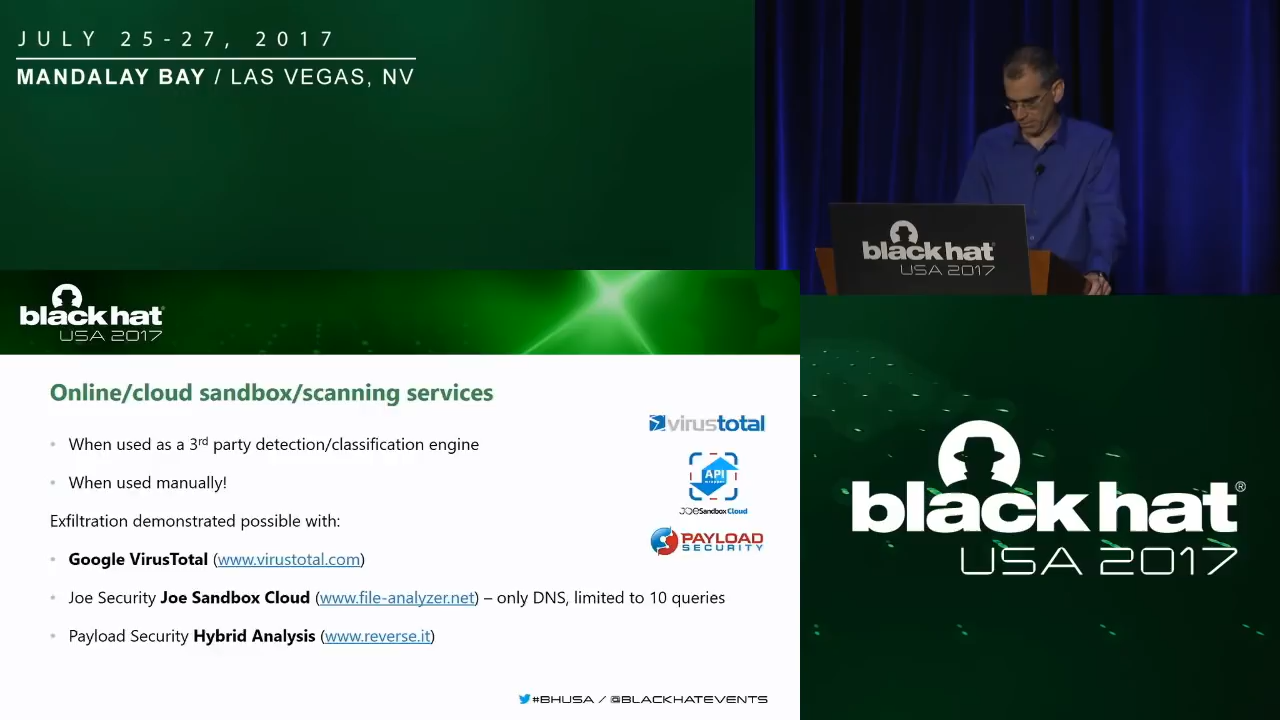 JULY 25-27, 2017
MANDALAY BAY / LAS VEGAS, NV
black hat
USA 2017
black hat
USA 2017
Online/cloud sandbox/scanning services
• When used as a 3rd party detection/classification engine
• When used manually!
Exfiltration demonstrated possible with:
• Google VirusTotal (www.virustotal.com)
• Joe Security Joe Sandbox Cloud (www.file-analyzer.net) – only DNS, limited to 10 queries
• Payload Security Hybrid Analysis (www.reverse.it)
virustotal
API
JOeSandbox Cloud
PAYLOAD
SECURITY
#BHUSA / @BLACKHATEVENTS
black hat®
USA 2017